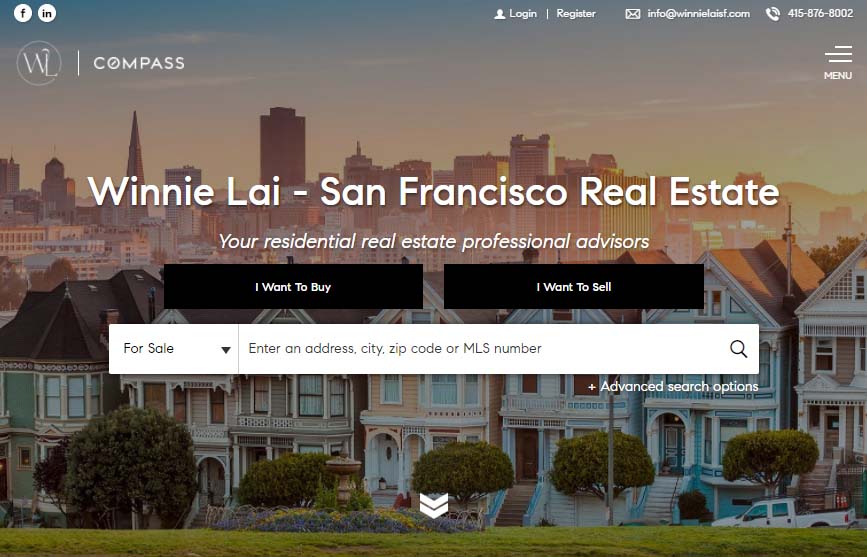 f in Login | Register info@winnielaisf.com 415-876-8002
WL | COMPASS
MENU
Winnie Lai - San Francisco Real Estate
Your residential real estate professional advisors
I Want To Buy I Want To Sell
For Sale Enter an address, city, zip code or MLS number
+ Advanced search options